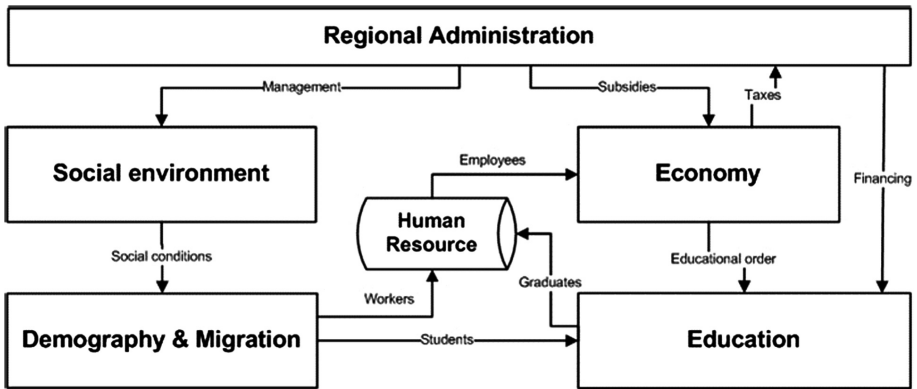 Regional Administration
Management
Subsidies
Taxes
Social environment
Employees
Economy
Financing
Human
Resource
Social conditions
Educational order
Graduates
Workers
Demography & Migration
Students
Education